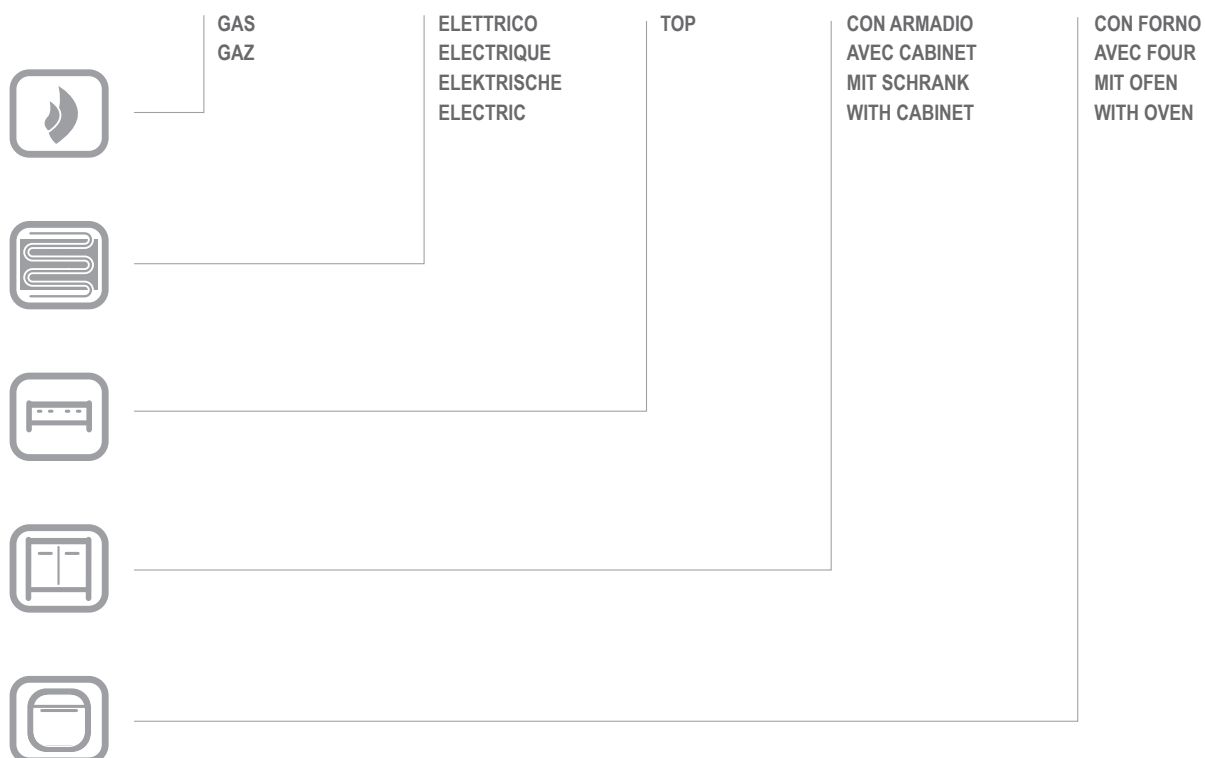 GAS
GAZ
ELETTRICO
ELECTRIQUE
ELEKTRISCHE
ELECTRIC
TOP
CON ARMADIO
AVEC CABINET
MIT SCHRANK
WITH CABINET
CON FORNO
AVEC FOUR
MIT OFEN
WITH OVEN